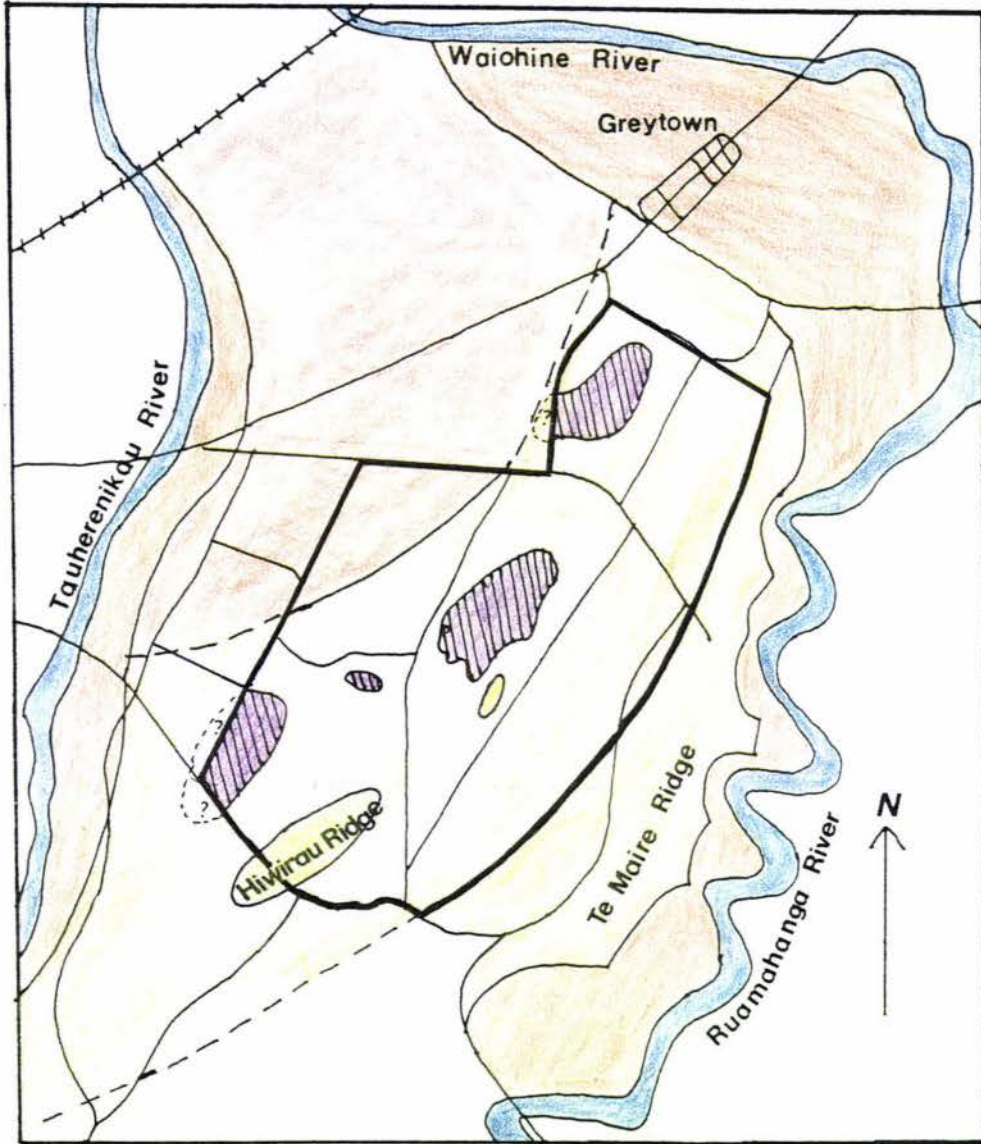 Waiohine River
Greytown
Tauherenikau River
?
?
?
Hiwirau Ridge
Te Maire Ridge
N
Ruamahanga River